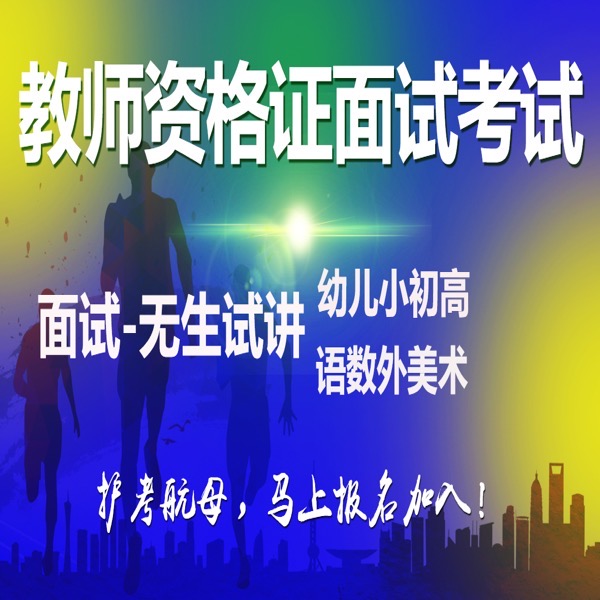 教师资格证面试考试
面试-无生试讲
幼儿小初高
语数外美术
护考航母，马上报名加入！